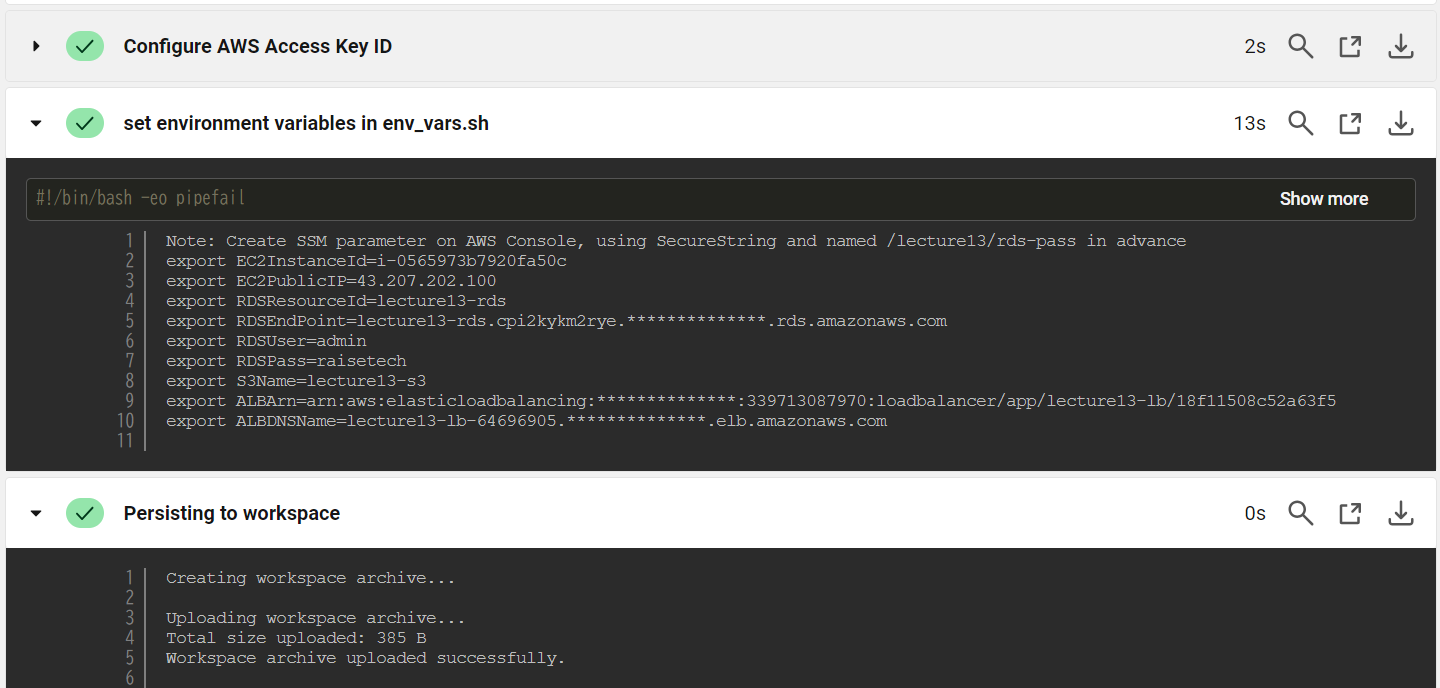 Configure AWS Access Key ID 2s
set environment variables in env_vars.sh 13s
#!/bin/bash -eo pipefail Show more
1 Note: Create SSM parameter on AWS Console, using SecureString and named /lecture13/rds-pass in advance
2 export EC2InstanceId=i-0565973b7920fa50c
3 export EC2PublicIP=43.207.202.100
4 export RDSResourceId=lecture13-rds
5 export RDSEndPoint=lecture13-rds.cpi2kykm2rye.**************.rds.amazonaws.com
6 export RDSUser=admin
7 export RDSPass=raisetech
8 export S3Name=lecture13-s3
9 export ALBArn=arn:aws:elasticloadbalancing:**************:339713087970:loadbalancer/app/lecture13-lb/18f11508c52a63f5
10 export ALBDNSName=lecture13-lb-64696905.**************.elb.amazonaws.com
11
Persisting to workspace 0s
1 Creating workspace archive...
2
3 Uploading workspace archive...
4 Total size uploaded: 385 B
5 Workspace archive uploaded successfully.
6